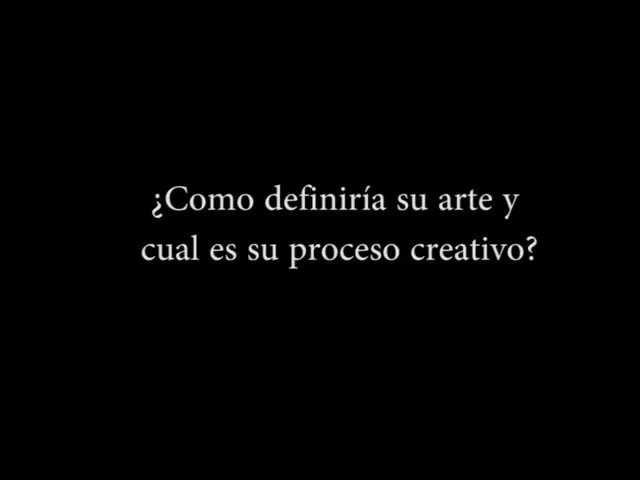 ¿Como definiría su arte y
cual es su proceso creativo?